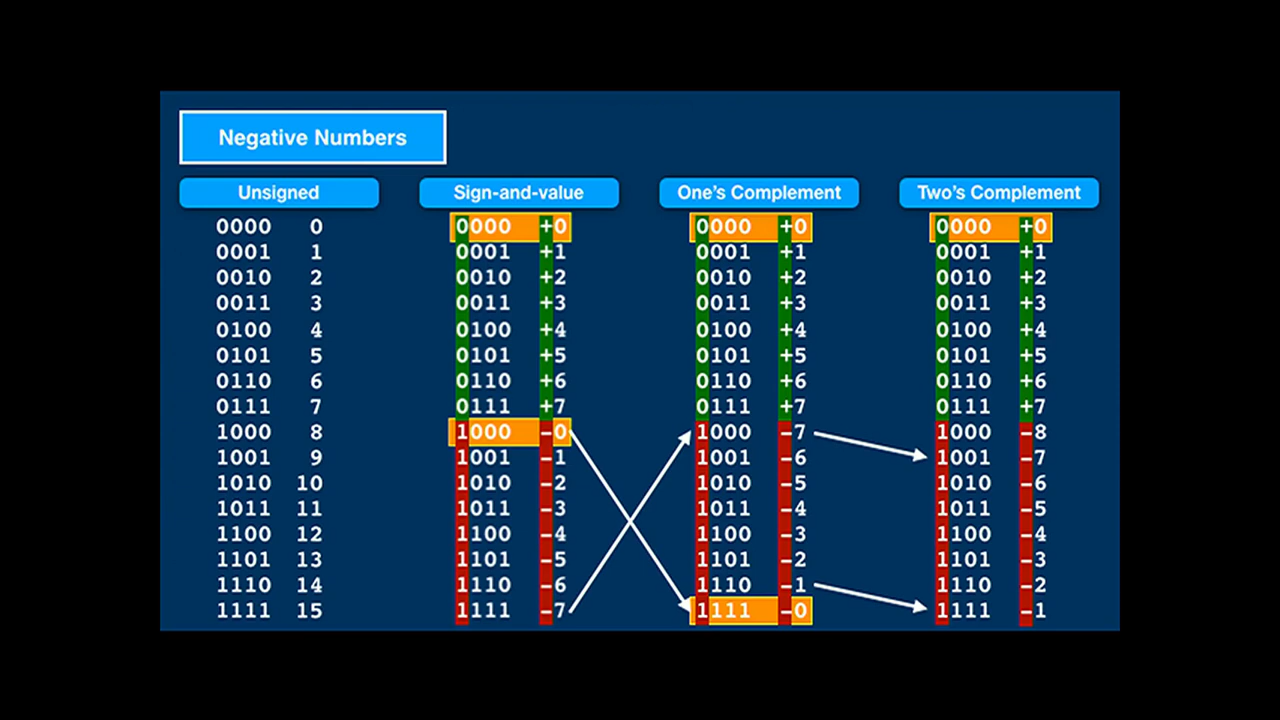 Negative Numbers
Unsigned Sign-and-value One's Complement Two's Complement
0000 0 0000 +0 0000 +0 0000 +0
0001 1 0001 +1 0001 +1 0001 +1
0010 2 0010 +2 0010 +2 0010 +2
0011 3 0011 +3 0011 +3 0011 +3
0100 4 0100 +4 0100 +4 0100 +4
0101 5 0101 +5 0101 +5 0101 +5
0110 6 0110 +6 0110 +6 0110 +6
0111 7 0111 +7 0111 +7 0111 +7
1000 8 1000 −0 1000 −7 1000 −8
1001 9 1001 −1 1001 −6 1001 −7
1010 10 1010 −2 1010 −5 1010 −6
1011 11 1011 −3 1011 −4 1011 −5
1100 12 1100 −4 1100 −3 1100 −4
1101 13 1101 −5 1101 −2 1101 −3
1110 14 1110 −6 1110 −1 1110 −2
1111 15 1111 −7 1111 −0 1111 −1